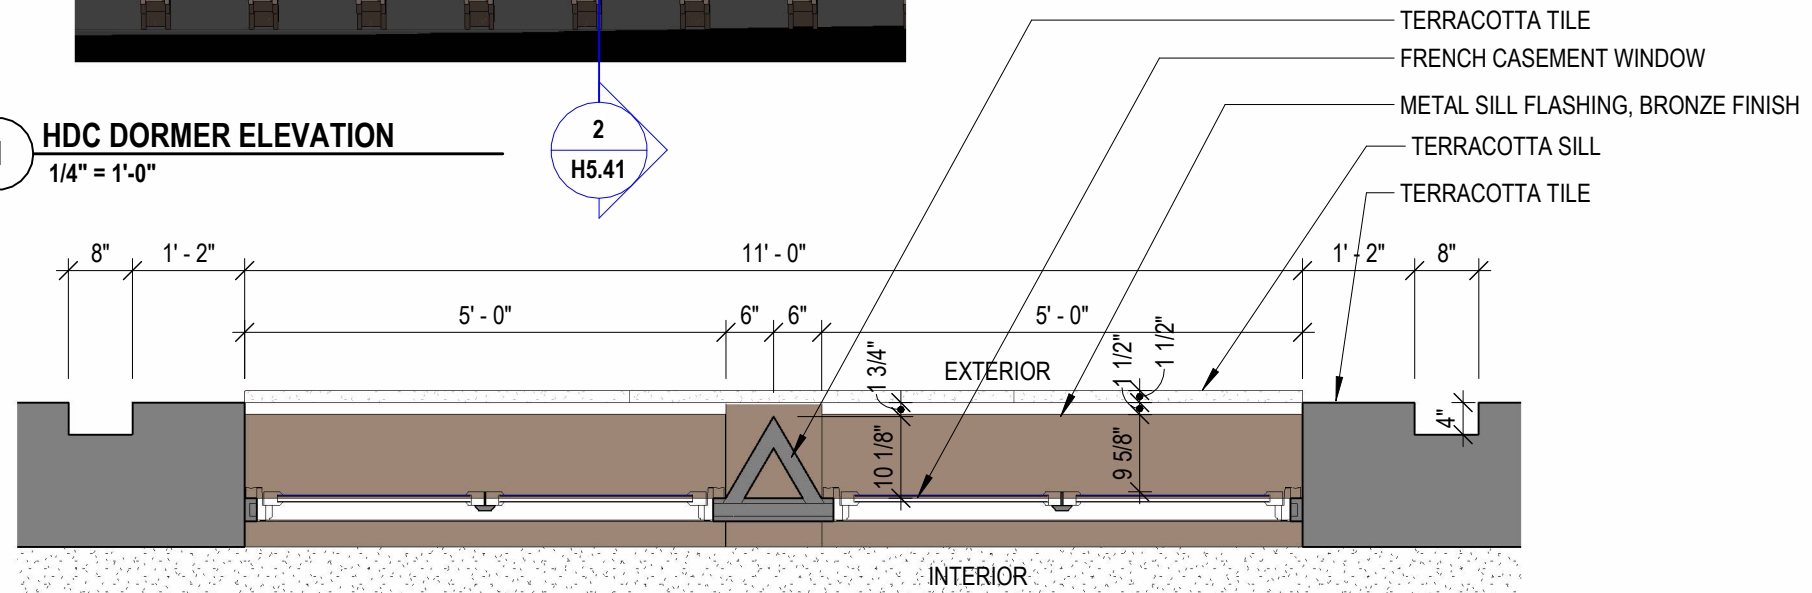 TERRACOTTA TILE
FRENCH CASEMENT WINDOW
METAL SILL FLASHING, BRONZE FINISH
TERRACOTTA SILL
TERRACOTTA TILE
HDC DORMER ELEVATION
1/4" = 1'-0"
2
H5.41
8"
1' - 2"
11' - 0"
1' - 2"
8"
5' - 0"
6"
6"
5' - 0"
EXTERIOR
1 3/4"
1 1/2"
1 1/2"
10 1/8"
9 5/8"
4"
INTERIOR